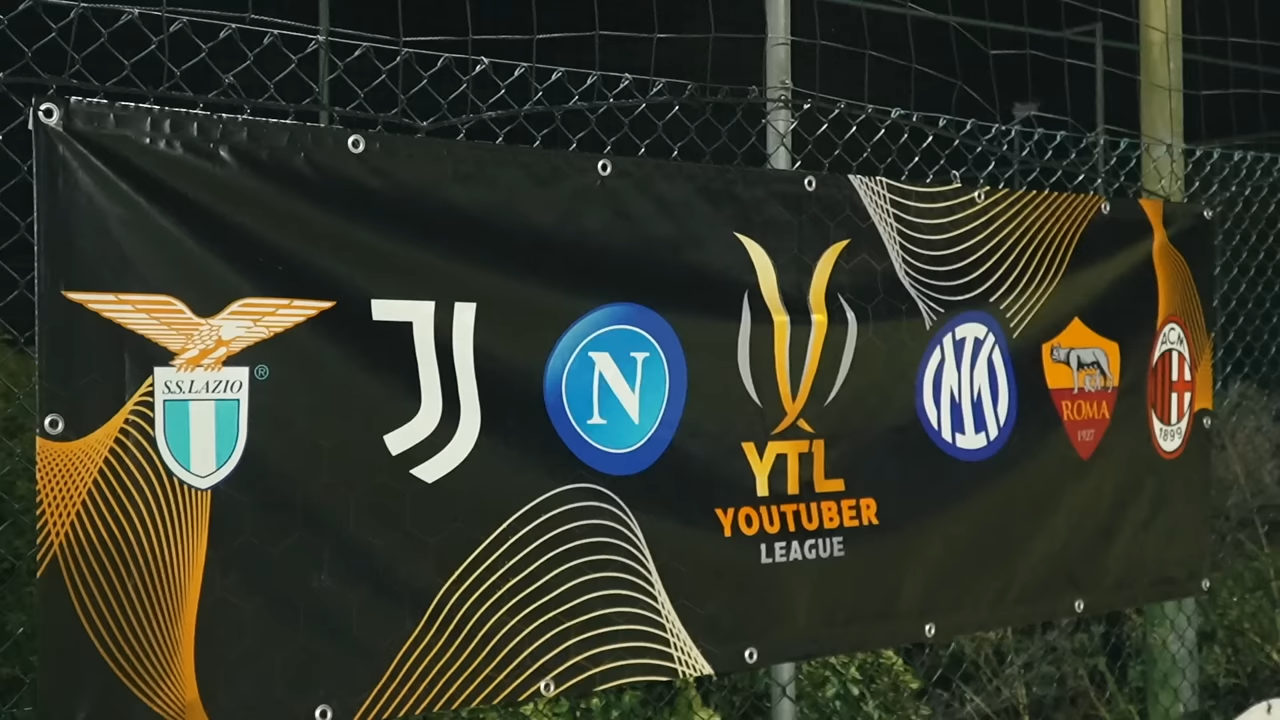 S.S. LAZIO
®
N
YTL
YOUTUBER
LEAGUE
ROMA
1927
ACM
1899